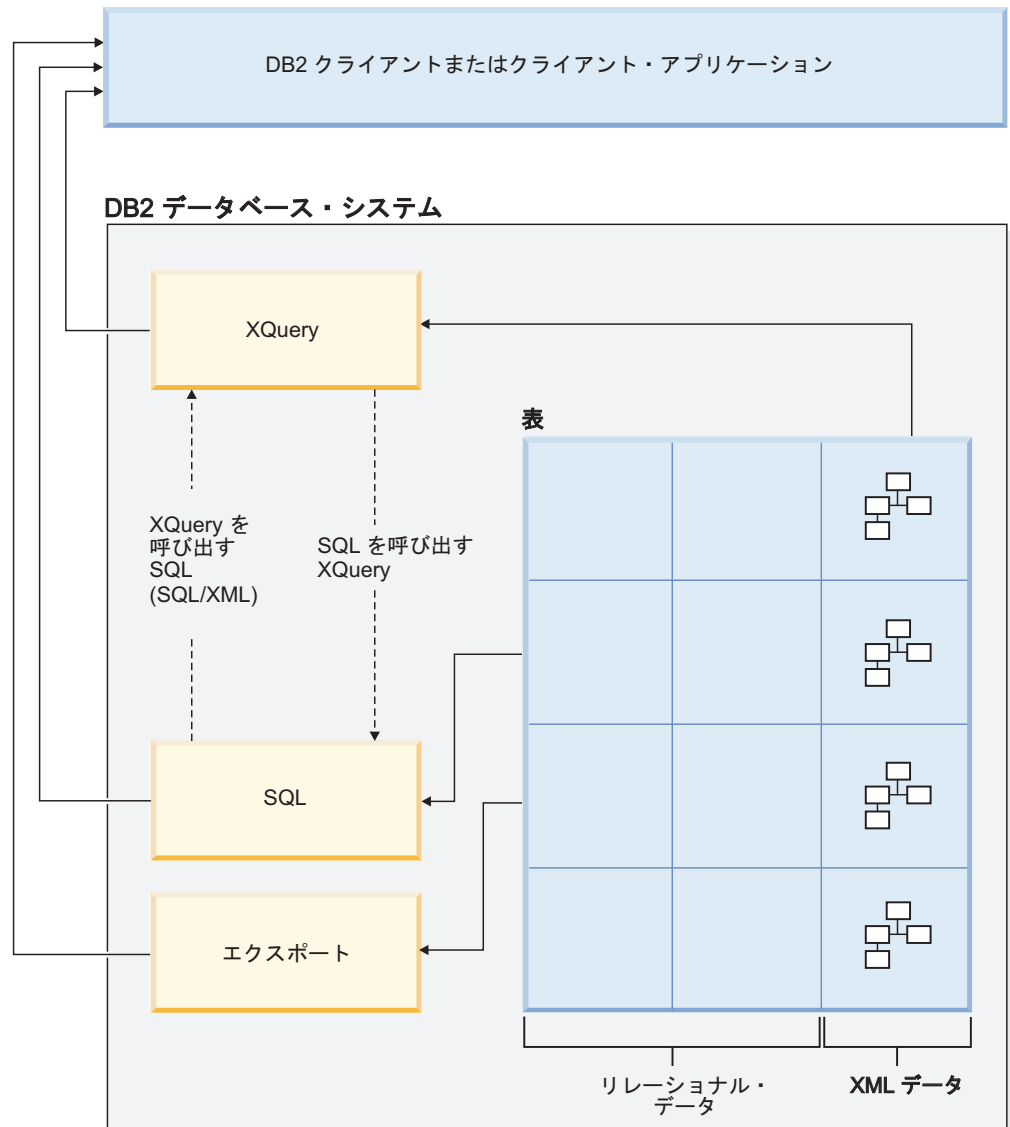 DB2 クライアントまたはクライアント・アプリケーション
DB2 データベース・システム
XQuery
表
XQuery を
呼び出す
SQL
(SQL/XML)
SQL を呼び出す
XQuery
SQL
エクスポート
リレーショナル・
データ
XML データ